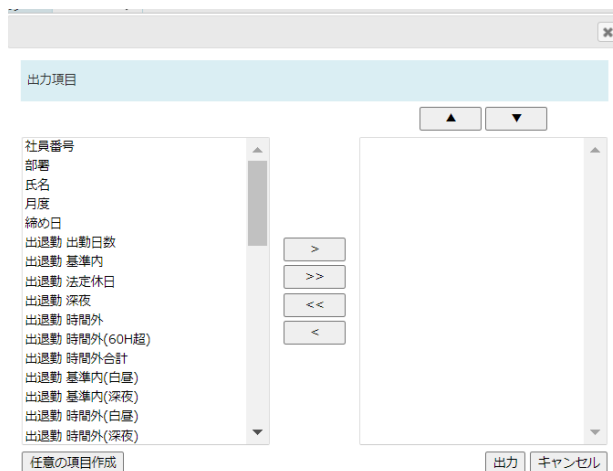 出力項目
▲ ▼
社員番号
部署
氏名
月度
締め日
出退勤 出勤日数
出退勤 基準内
出退勤 法定休日
出退勤 深夜
出退勤 時間外
出退勤 時間外(60H超)
出退勤 時間外合計
出退勤 基準内(白昼)
出退勤 基準内(深夜)
出退勤 時間外(白昼)
出退勤 時間外(深夜)
>
>>
<<
<
任意の項目作成
出力 キャンセル